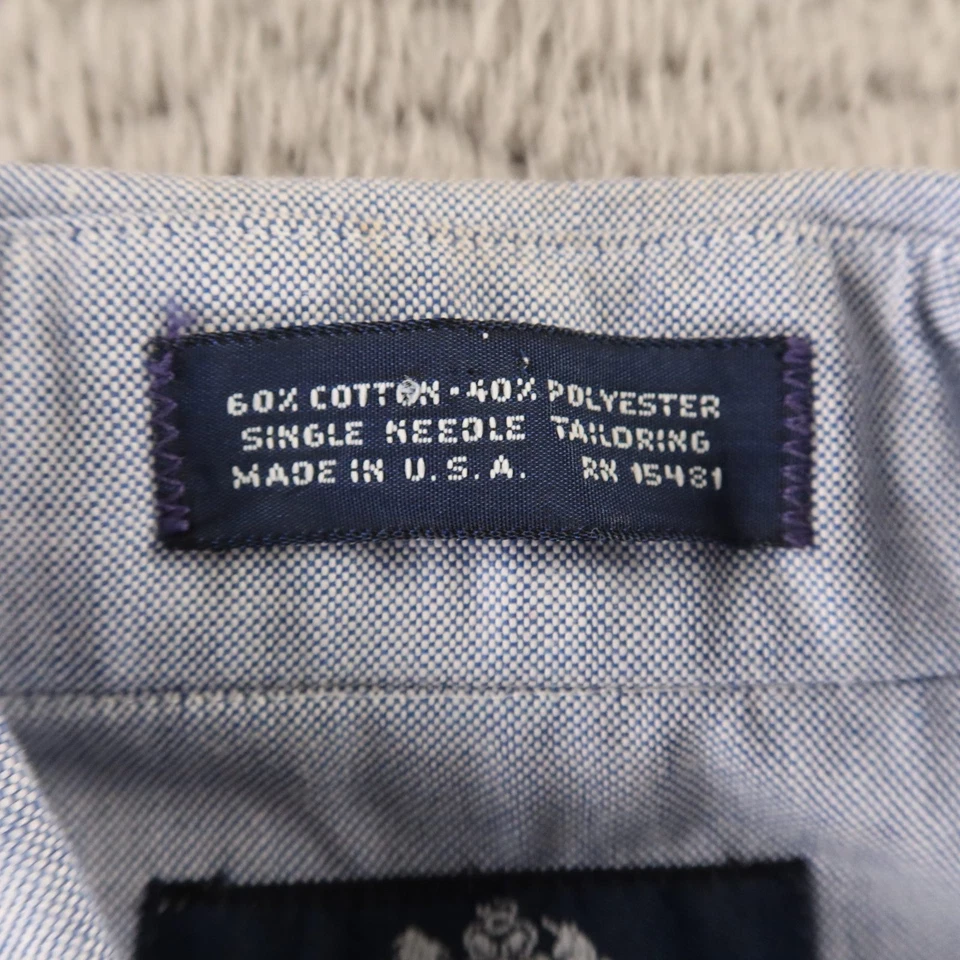 60% COTTON • 40% POLYESTER
SINGLE NEEDLE TAILORING
MADE IN U.S.A. RN 15481